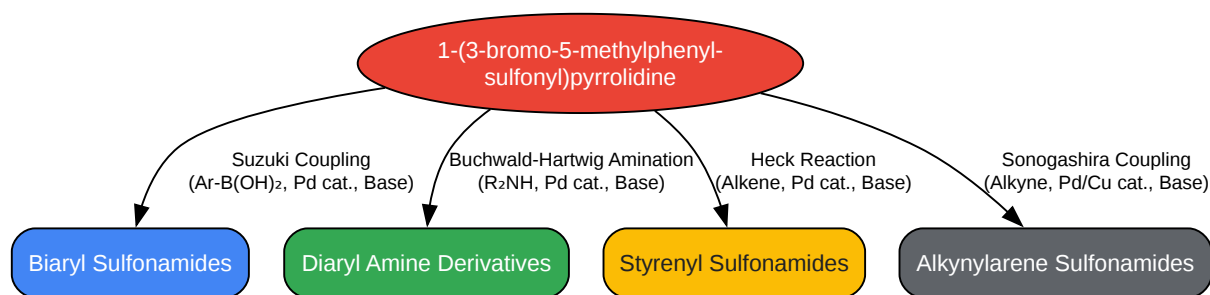 1-(3-bromo-5-methylphenyl-
sulfonyl)pyrrolidine
Suzuki Coupling
(Ar-B(OH)₂, Pd cat., Base)
Buchwald-Hartwig Amination
(R₂NH, Pd cat., Base)
Heck Reaction
(Alkene, Pd cat., Base)
Sonogashira Coupling
(Alkyne, Pd/Cu cat., Base)
Biaryl Sulfonamides
Diaryl Amine Derivatives
Styrenyl Sulfonamides
Alkynylarene Sulfonamides